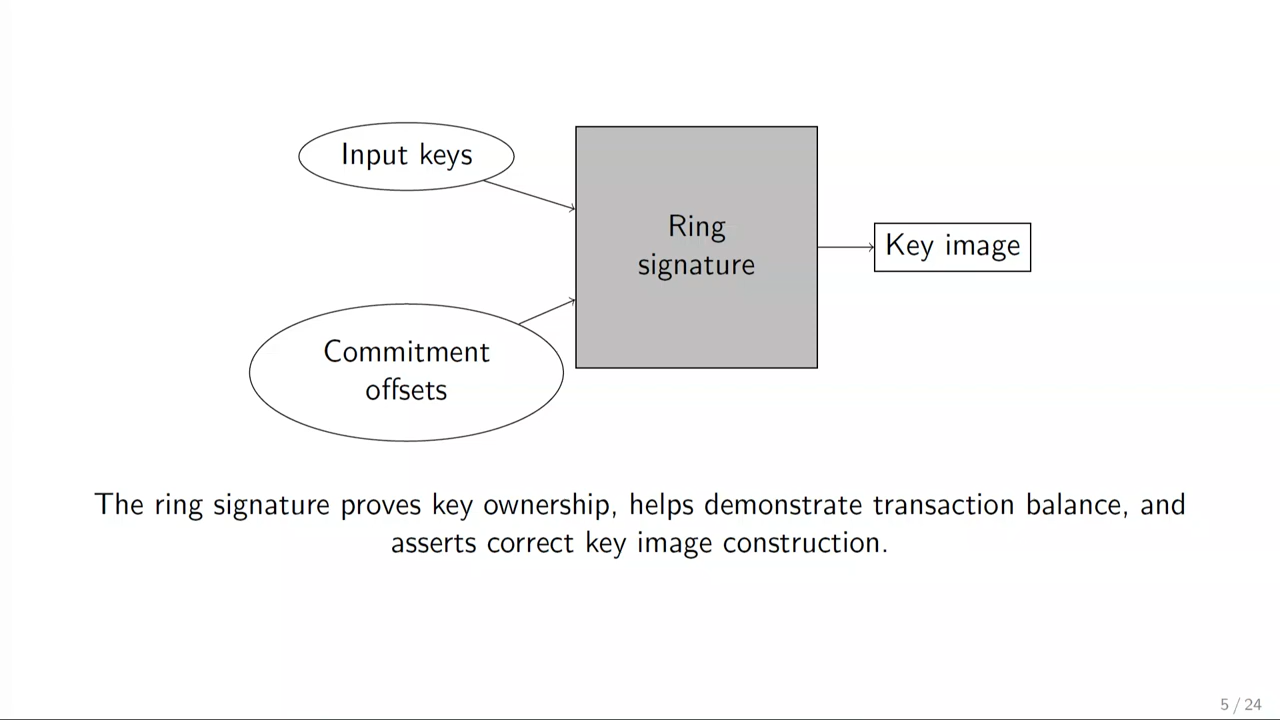 Input keys
Ring
signature
Key image
Commitment
offsets
The ring signature proves key ownership, helps demonstrate transaction balance, and
asserts correct key image construction.
5 / 24